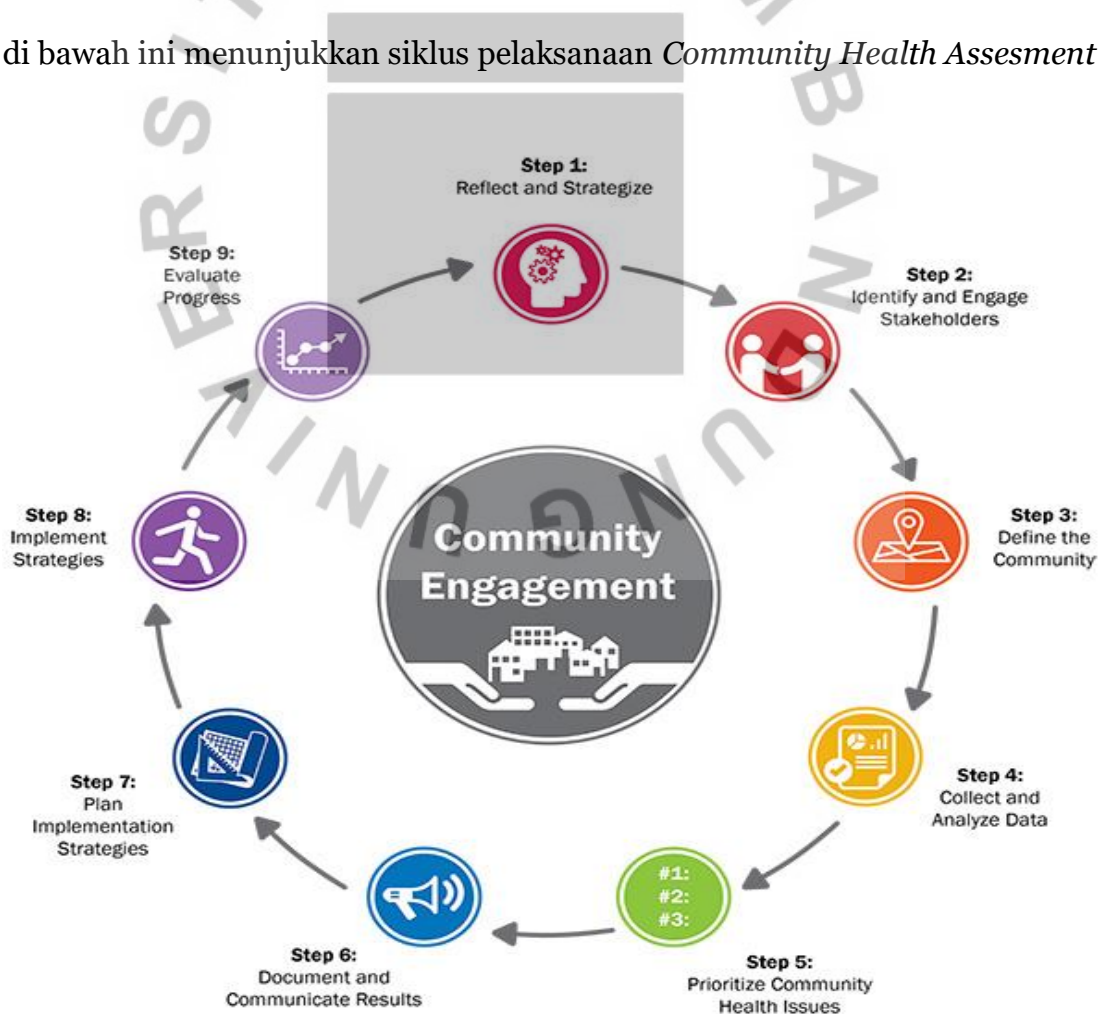 di bawah ini menunjukkan siklus pelaksanaan Community Health Assesment
Step 1:
Reflect and Strategize
Step 2:
Identify and Engage
Stakeholders
Step 3:
Define the
Community
Step 4:
Collect and
Analyze Data
#1:
#2:
#3:
Step 5:
Prioritize Community
Health Issues
Step 6:
Document and
Communicate Results
Step 7:
Plan
Implementation
Strategies
Step 8:
Implement
Strategies
Step 9:
Evaluate
Progress
Community
Engagement